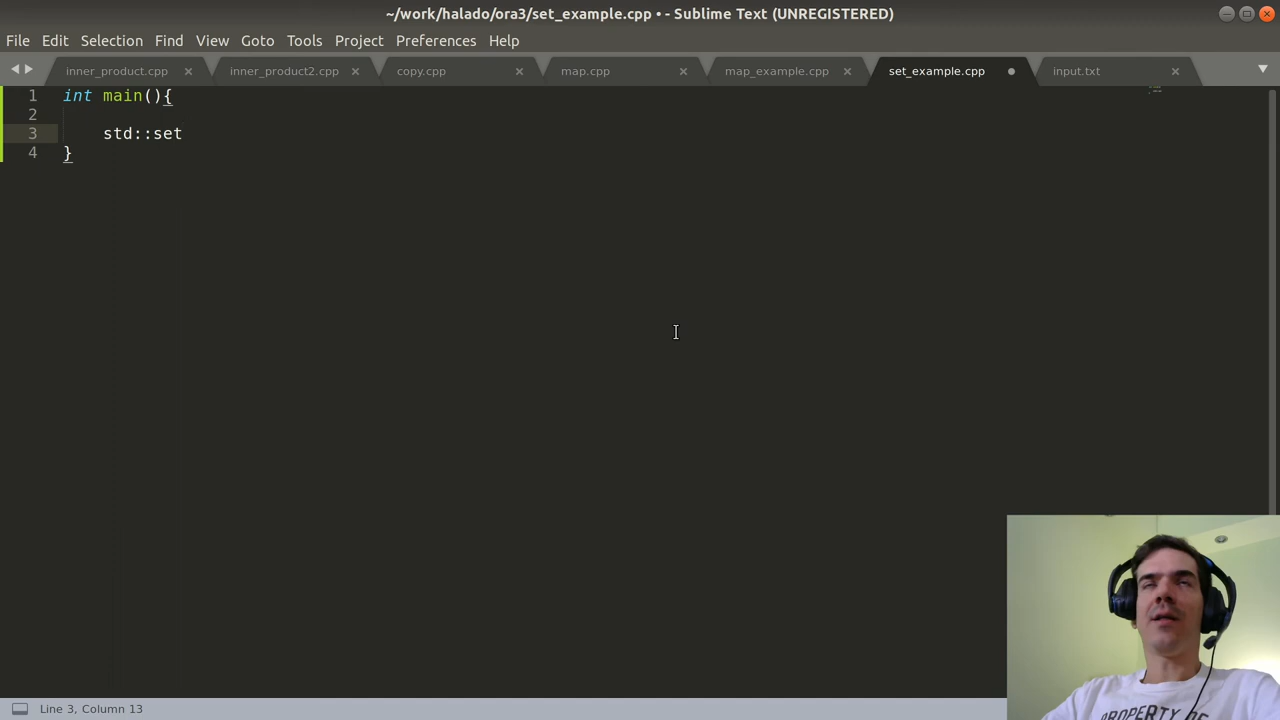 ~/work/halado/ora3/set_example.cpp • - Sublime Text (UNREGISTERED)
File Edit Selection Find View Goto Tools Project Preferences Help
inner_product.cpp inner_product2.cpp copy.cpp map.cpp map_example.cpp set_example.cpp input.txt
1 int main(){
2
3 std::set
4 }
PROPERTY OF
Line 3, Column 13